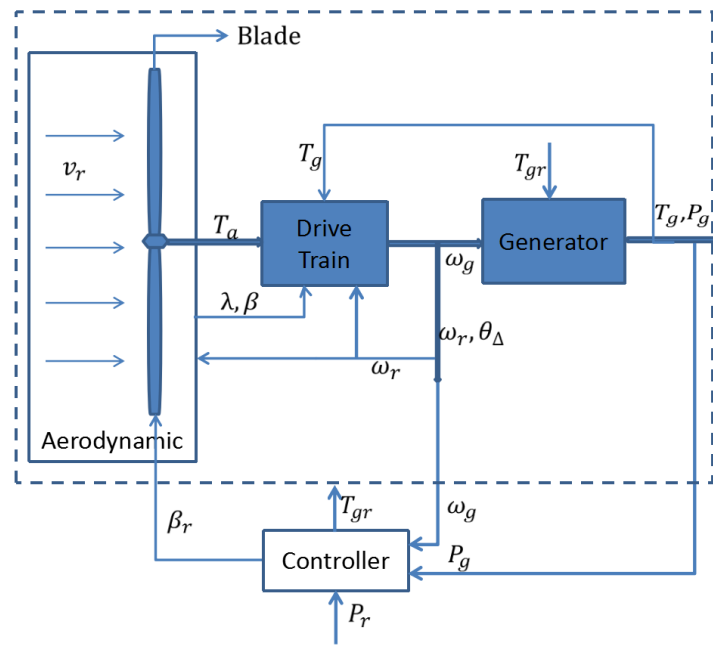 Blade
v_r
T_g
T_gr
T_a
Drive
Train
ω_g
Generator
T_g, P_g
λ, β
ω_r, θ_Δ
ω_r
Aerodynamic
β_r
T_gr
ω_g
Controller
P_g
P_r